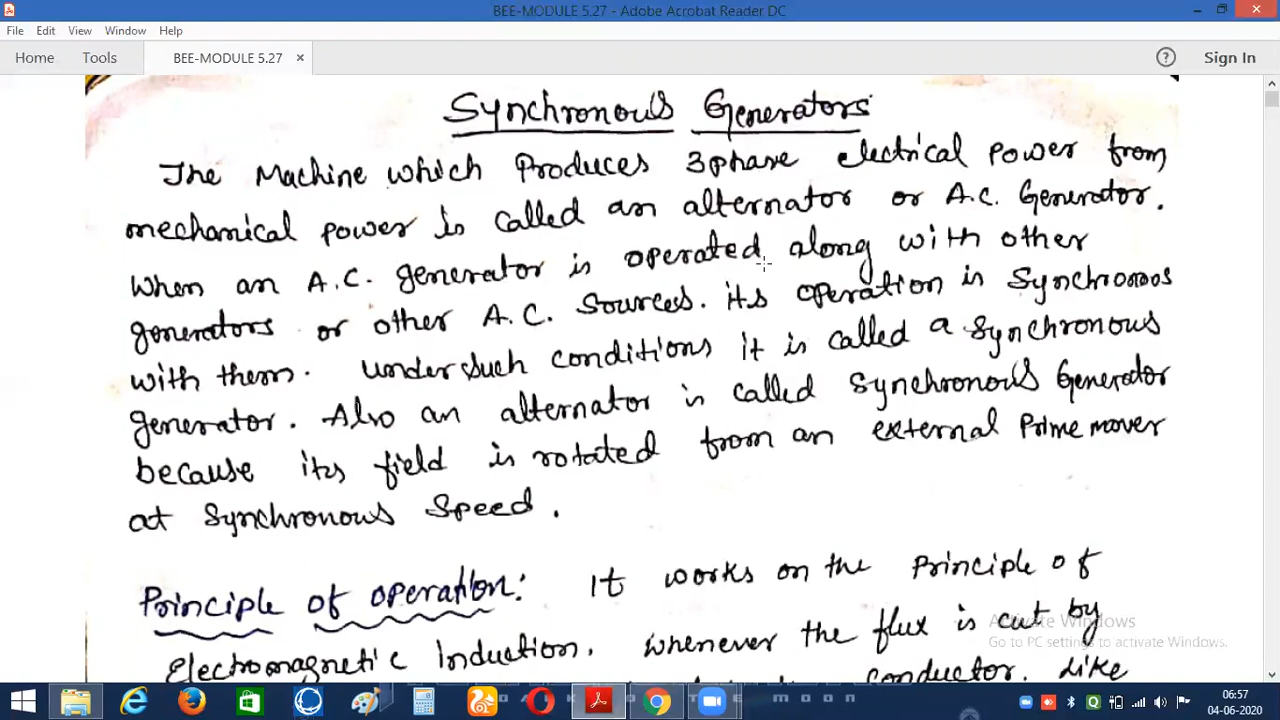 BEE-MODULE 5.27 - Adobe Acrobat Reader DC
File Edit View Window Help
Home Tools BEE-MODULE 5.27 × ? Sign In
Synchronous Generators
The Machine which Produces 3phase electrical power from
mechanical power is called an alternator or A.C. Generator.
When an A.C. generator is operated along with other
generators or other A.C. Sources. its operation is Synchronous
with them. Under such conditions it is called a Synchronous
generator. Also an alternator is called Synchronous Generator
because its field is rotated from an external Prime mover
at Synchronous Speed.
Principle of operation: It works on the Principle of
Electromagnetic Induction. Whenever the flux is cut by
conductor. Like
Activate Windows
Go to PC settings to activate Windows.
06:57
04-06-2020